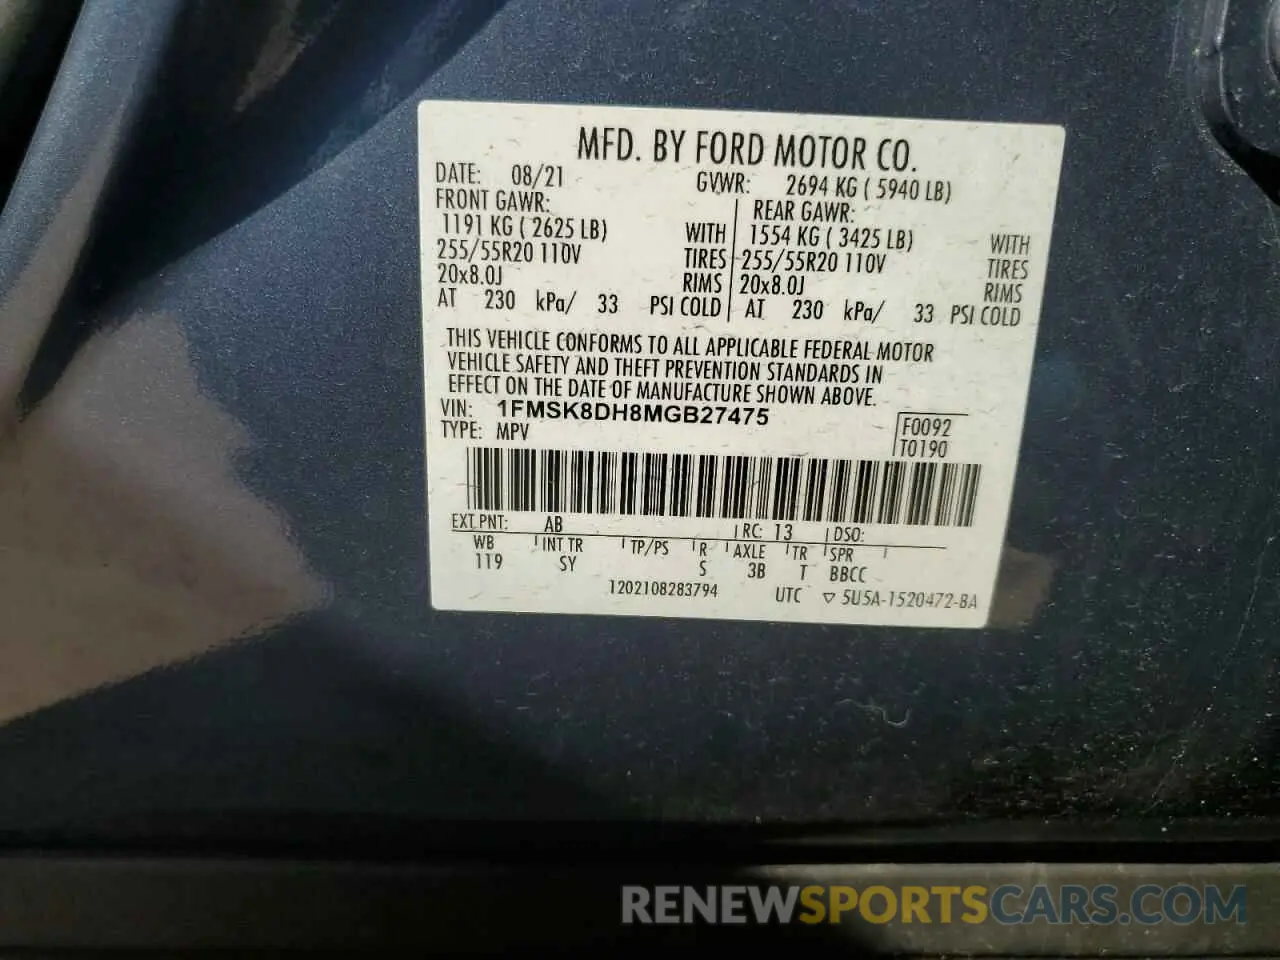 MFD. BY FORD MOTOR CO.
DATE: 08/21 GVWR: 2694 KG ( 5940 LB)
FRONT GAWR: REAR GAWR:
1191 KG ( 2625 LB) WITH 1554 KG ( 3425 LB) WITH
255/55R20 110V TIRES 255/55R20 110V TIRES
20x8.0J RIMS 20x8.0J RIMS
AT 230 kPa/ 33 PSI COLD AT 230 kPa/ 33 PSI COLD
THIS VEHICLE CONFORMS TO ALL APPLICABLE FEDERAL MOTOR
VEHICLE SAFETY AND THEFT PREVENTION STANDARDS IN
EFFECT ON THE DATE OF MANUFACTURE SHOWN ABOVE.
VIN: 1FMSK8DH8MGB27475
TYPE: MPV
F0092
T0190
EXT PNT: AB RC: 13 DSO:
WB INT TR TP/PS R AXLE TR SPR
119 SY S 3B T BBCC
1202108283794 UTC ▽ 5U5A-1520472-BA
RENEWSPORTSCARS.COM